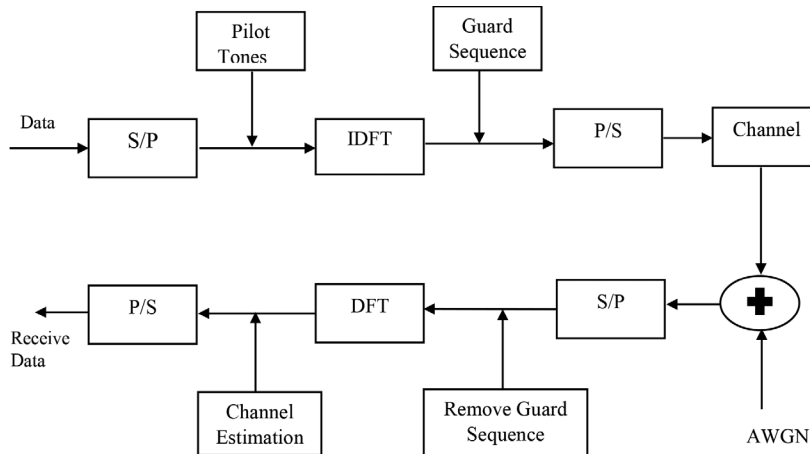 Pilot
Tones
Guard
Sequence
Data
S/P
IDFT
P/S
Channel
P/S
DFT
S/P
Receive
Data
Channel
Estimation
Remove Guard
Sequence
AWGN